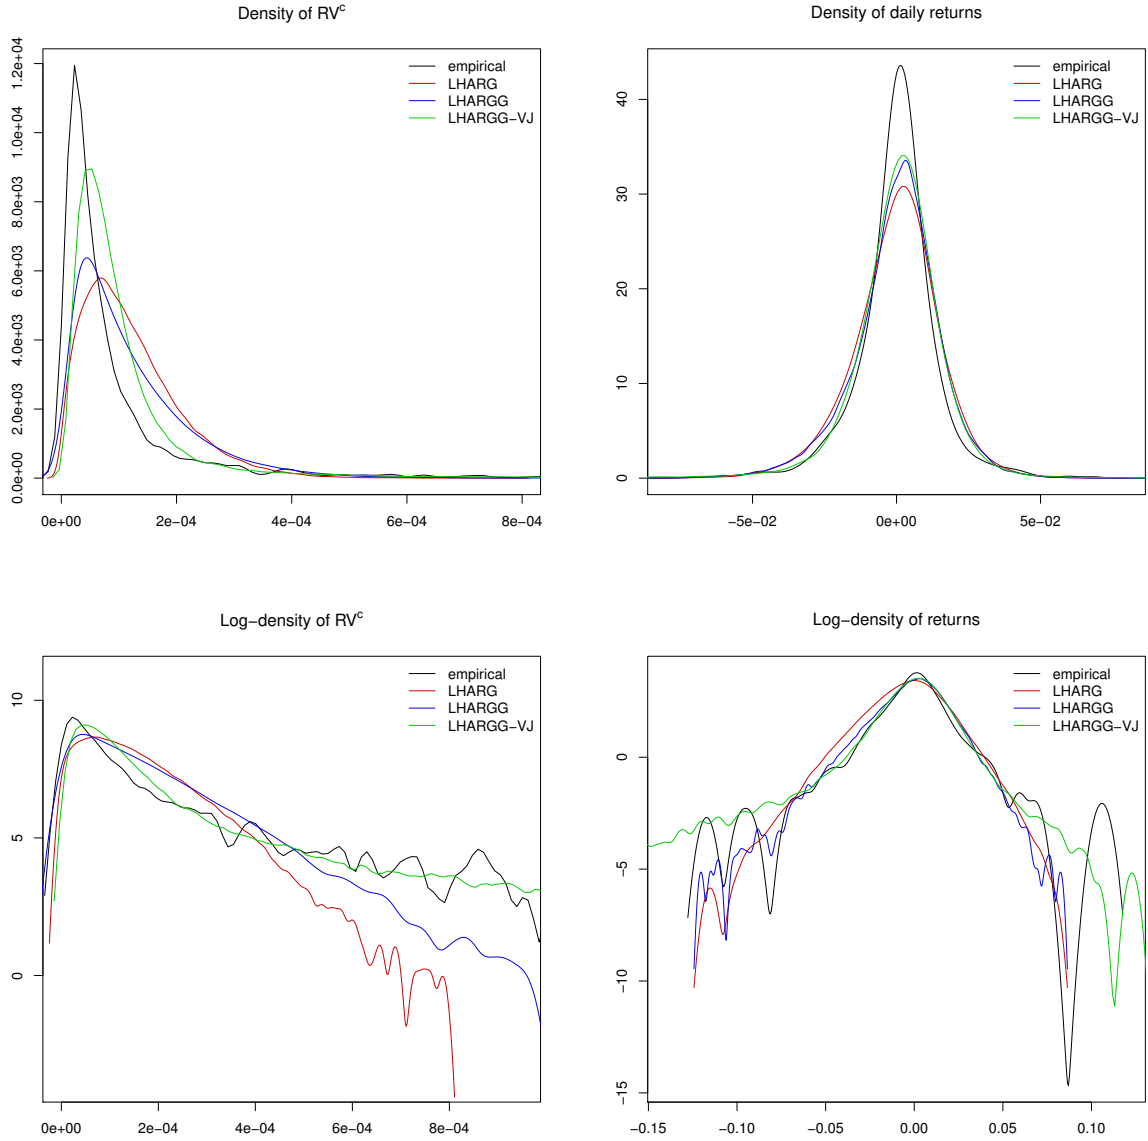 Density of RVᶜ
empirical
LHARG
LHARGG
LHARGG−VJ
0.0e+00 2.0e+03 4.0e+03 6.0e+03 8.0e+03 1.0e+04 1.2e+04
0e+00 2e−04 4e−04 6e−04 8e−04
Density of daily returns
empirical
LHARG
LHARGG
LHARGG−VJ
0 10 20 30 40
−5e−02 0e+00 5e−02
Log−density of RVᶜ
empirical
LHARG
LHARGG
LHARGG−VJ
0 5 10
0e+00 2e−04 4e−04 6e−04 8e−04
Log−density of returns
empirical
LHARG
LHARGG
LHARGG−VJ
−15 −10 −5 0
−0.15 −0.10 −0.05 0.00 0.05 0.10